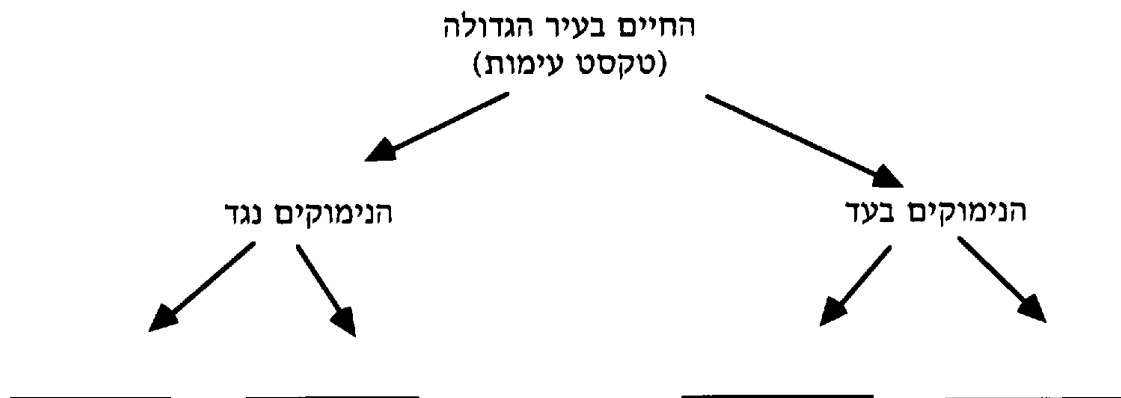 החיים בעיר הגדולה
(טקסט עימות)
הנימוקים בעד
הנימוקים נגד